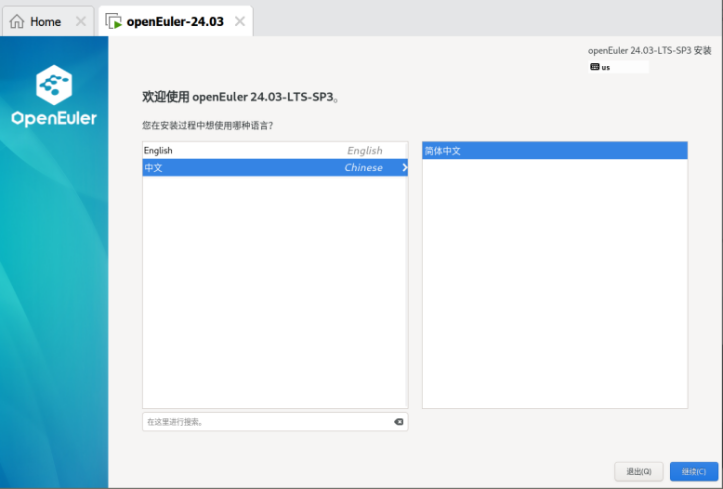 Home
openEuler-24.03
openEuler 24.03-LTS-SP3 安装
us
OpenEuler
欢迎使用 openEuler 24.03-LTS-SP3。
您在安装过程中想使用哪种语言?
English English
中文 Chinese
简体中文
在这里进行搜索。
退出(Q)
继续(C)